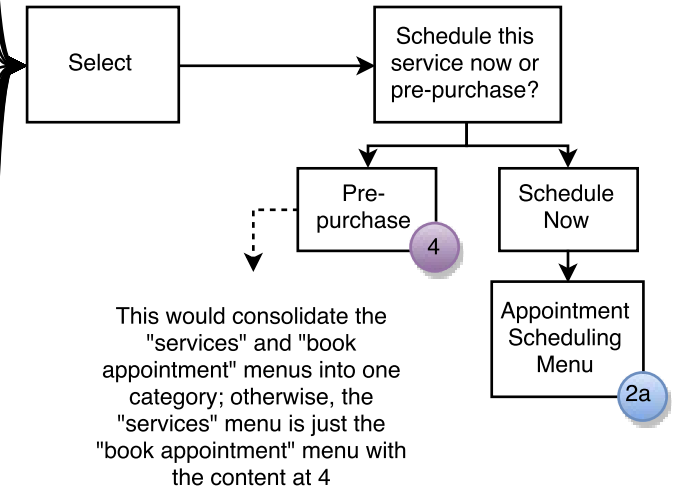 Select
Schedule this
service now or
pre-purchase?
Pre-
purchase
4
Schedule
Now
Appointment
Scheduling
Menu
2a
This would consolidate the
"services" and "book
appointment" menus into one
category; otherwise, the
"services" menu is just the
"book appointment" menu with
the content at 4